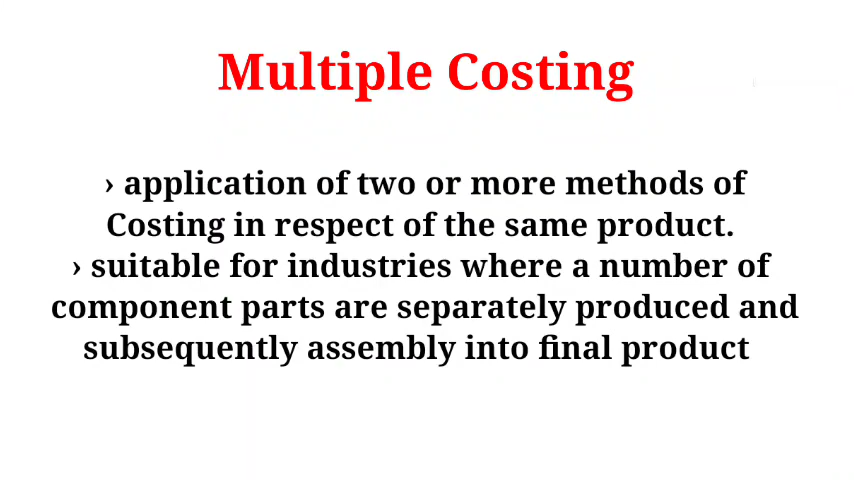 Multiple Costing
› application of two or more methods of
Costing in respect of the same product.
› suitable for industries where a number of
component parts are separately produced and
subsequently assembly into final product